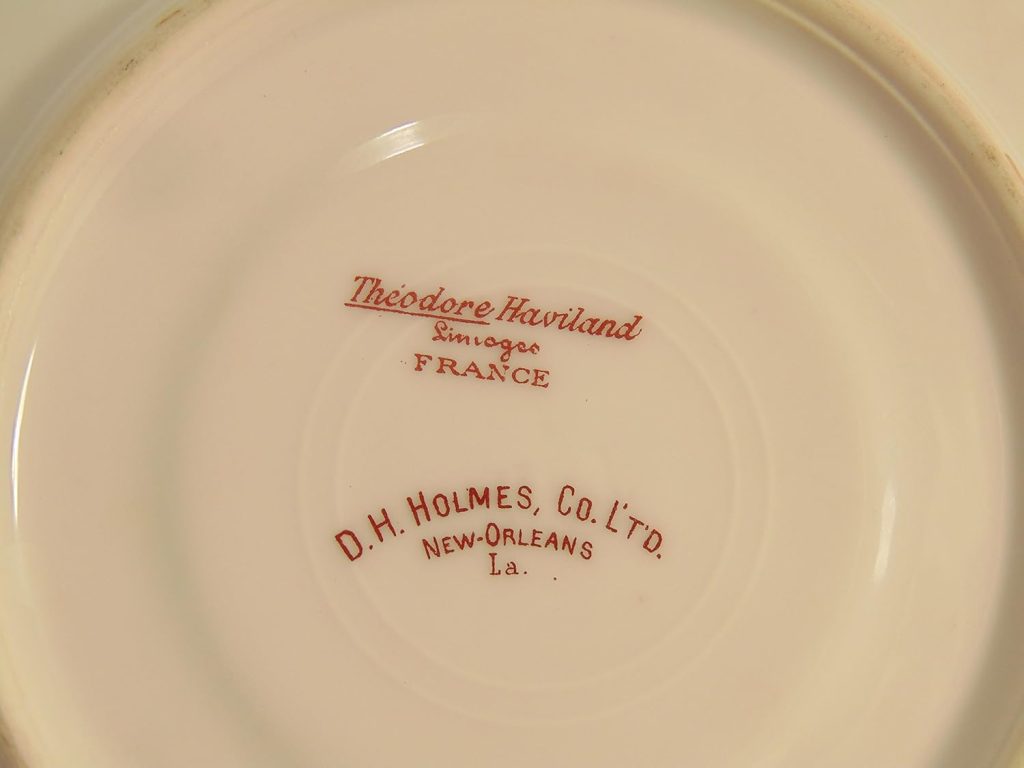 Théodore Haviland
Limoges
FRANCE
D. H. HOLMES, CO. L'T'D.
NEW-ORLEANS
La.